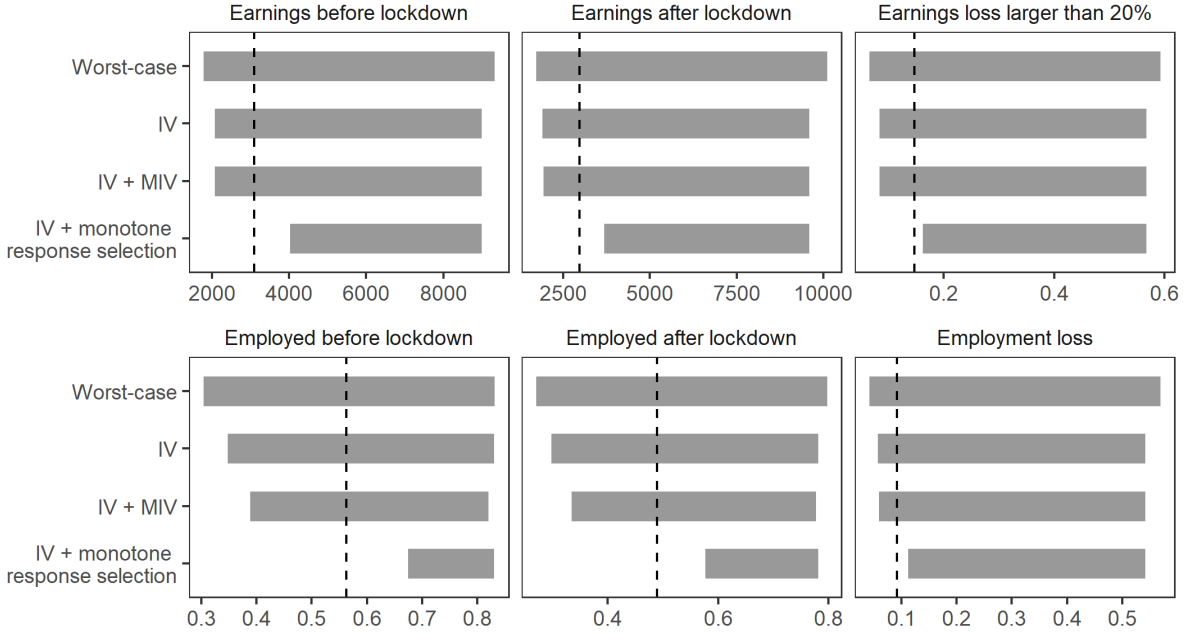 Earnings before lockdown
Earnings after lockdown
Earnings loss larger than 20%
Worst-case
IV
IV + MIV
IV + monotone
response selection
2000 4000 6000 8000
2500 5000 7500 10000
0.2 0.4 0.6
Employed before lockdown
Employed after lockdown
Employment loss
Worst-case
IV
IV + MIV
IV + monotone
response selection
0.3 0.4 0.5 0.6 0.7 0.8
0.4 0.6 0.8
0.1 0.2 0.3 0.4 0.5